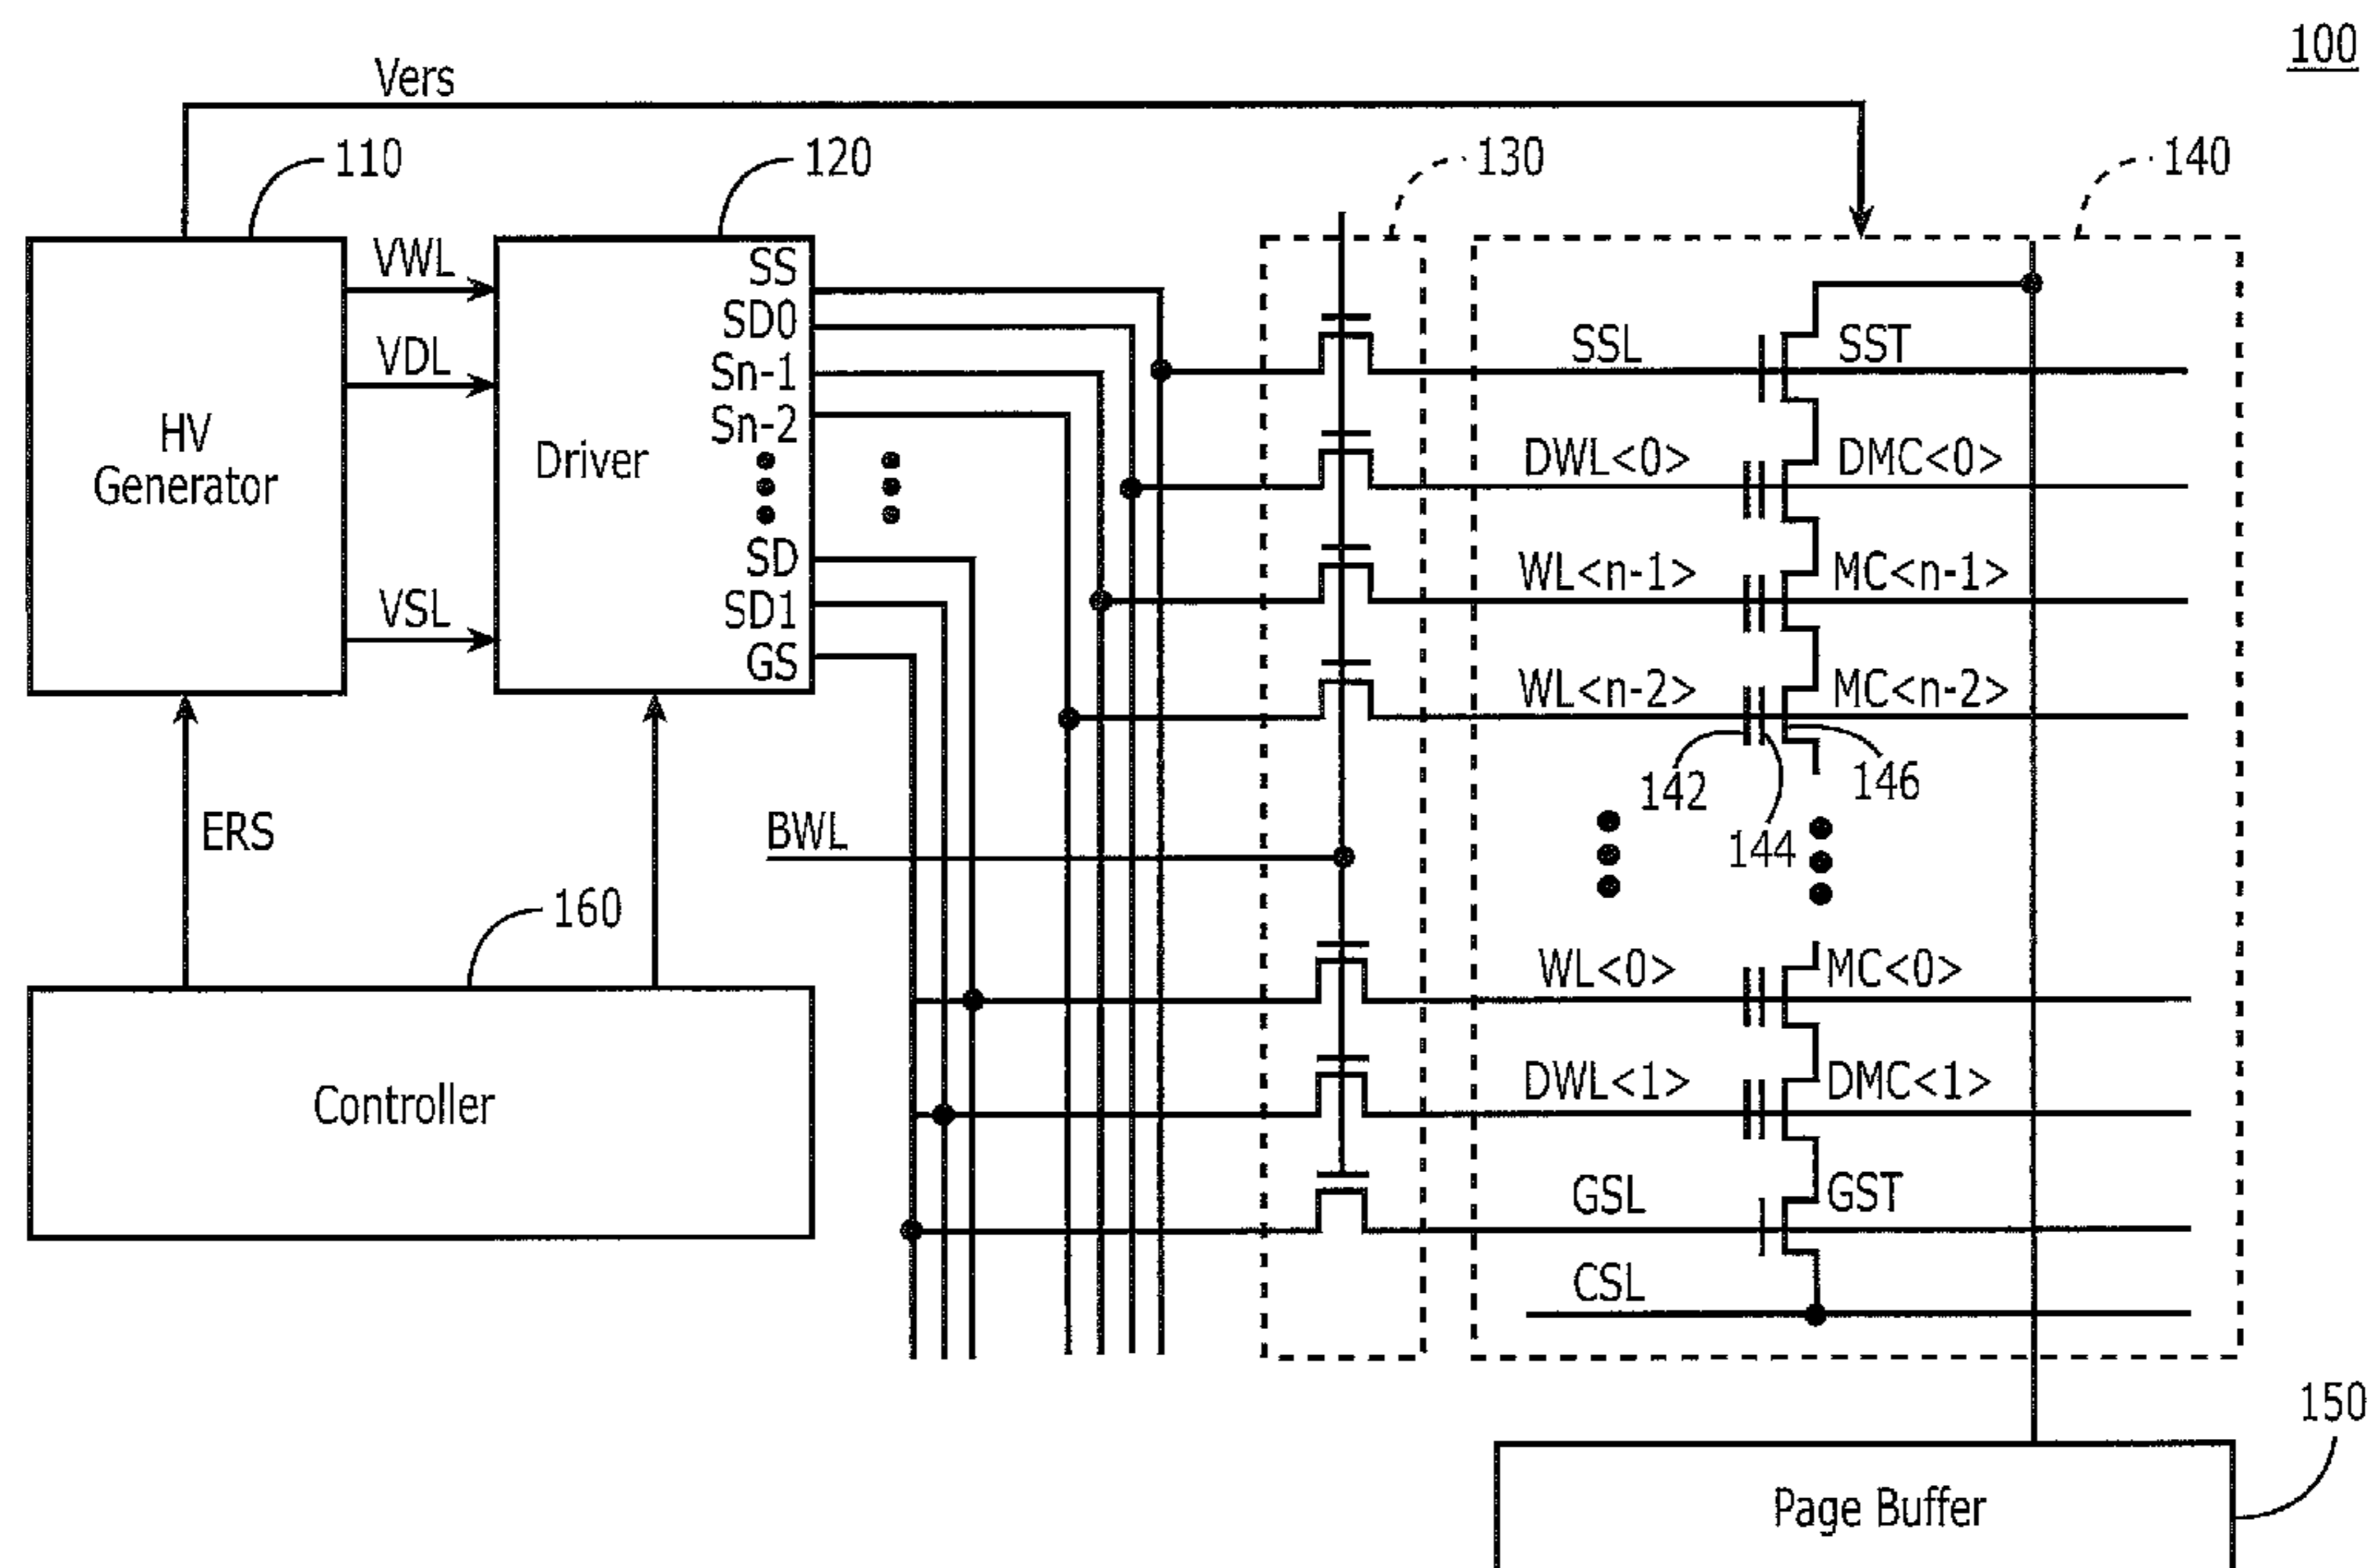 100
Vers
110
120
130
140
HV
Generator
VWL
VDL
VSL
Driver
SS
SD0
Sn-1
Sn-2
SD
SD1
GS
SSL
SST
DWL<0>
DMC<0>
WL<n-1>
MC<n-1>
WL<n-2>
MC<n-2>
142
144
146
ERS
BWL
160
Controller
WL<0>
MC<0>
DWL<1>
DMC<1>
GSL
GST
CSL
150
Page Buffer